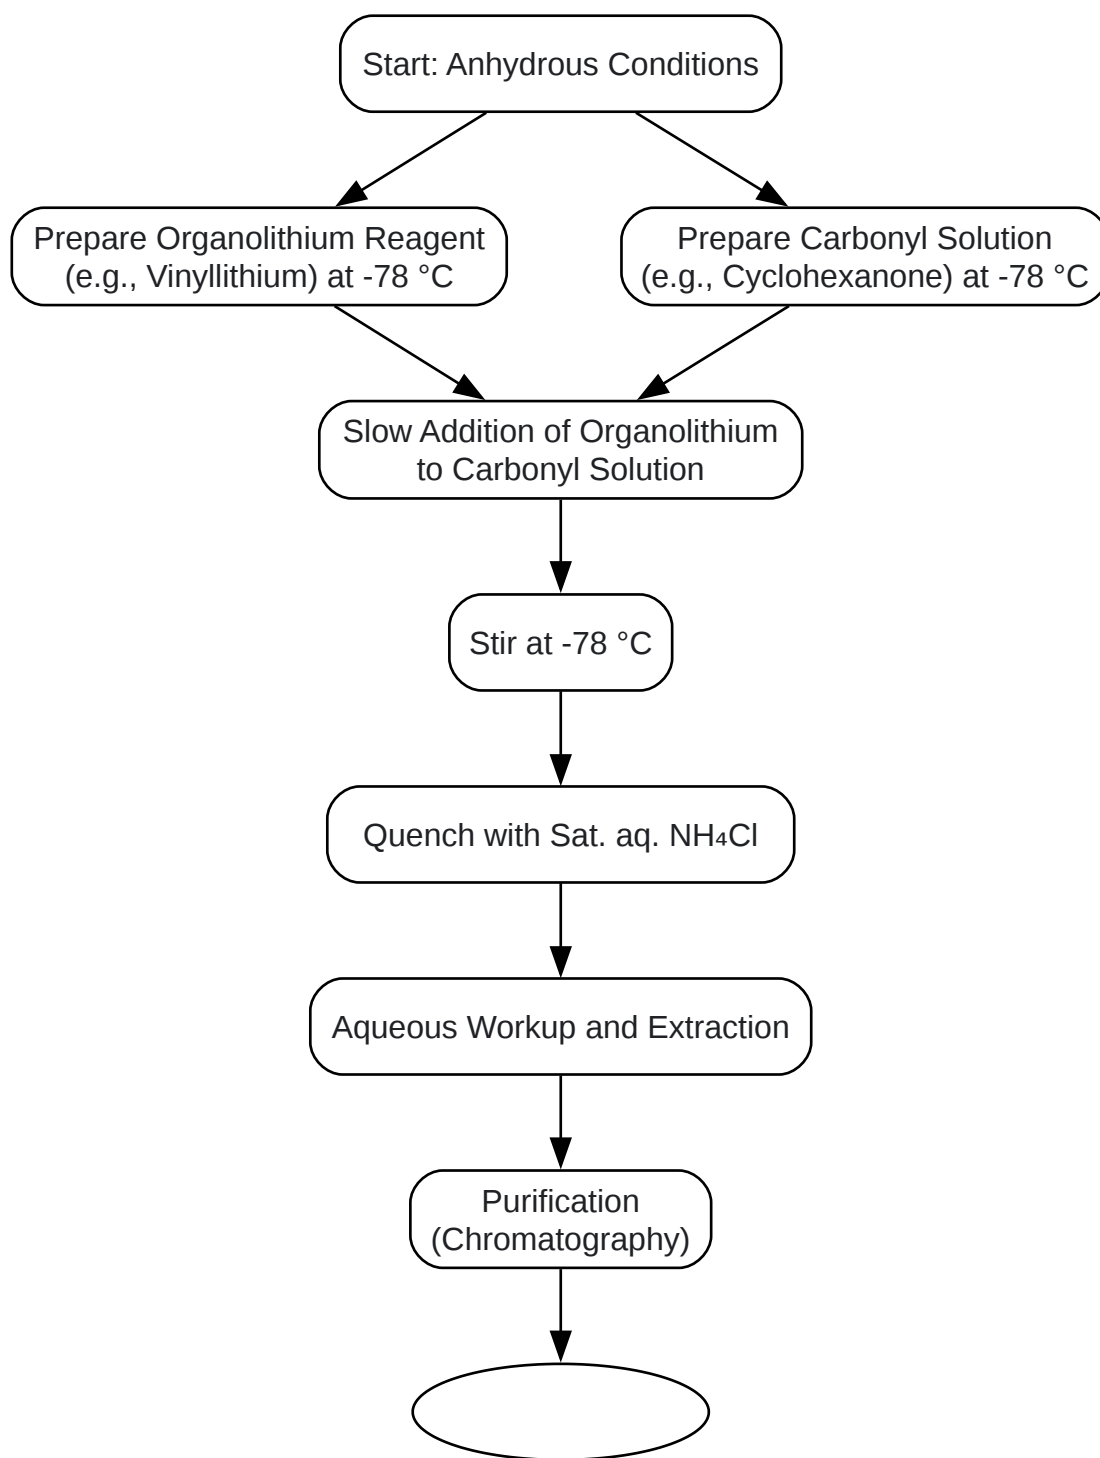 Start: Anhydrous Conditions
Prepare Organolithium Reagent
(e.g., Vinyllithium) at -78 °C
Prepare Carbonyl Solution
(e.g., Cyclohexanone) at -78 °C
Slow Addition of Organolithium
to Carbonyl Solution
Stir at -78 °C
Quench with Sat. aq. NH₄Cl
Aqueous Workup and Extraction
Purification
(Chromatography)